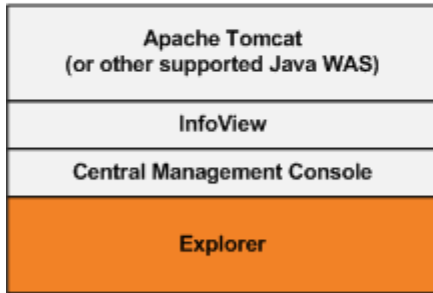 Apache Tomcat
(or other supported Java WAS)
InfoView
Central Management Console
Explorer